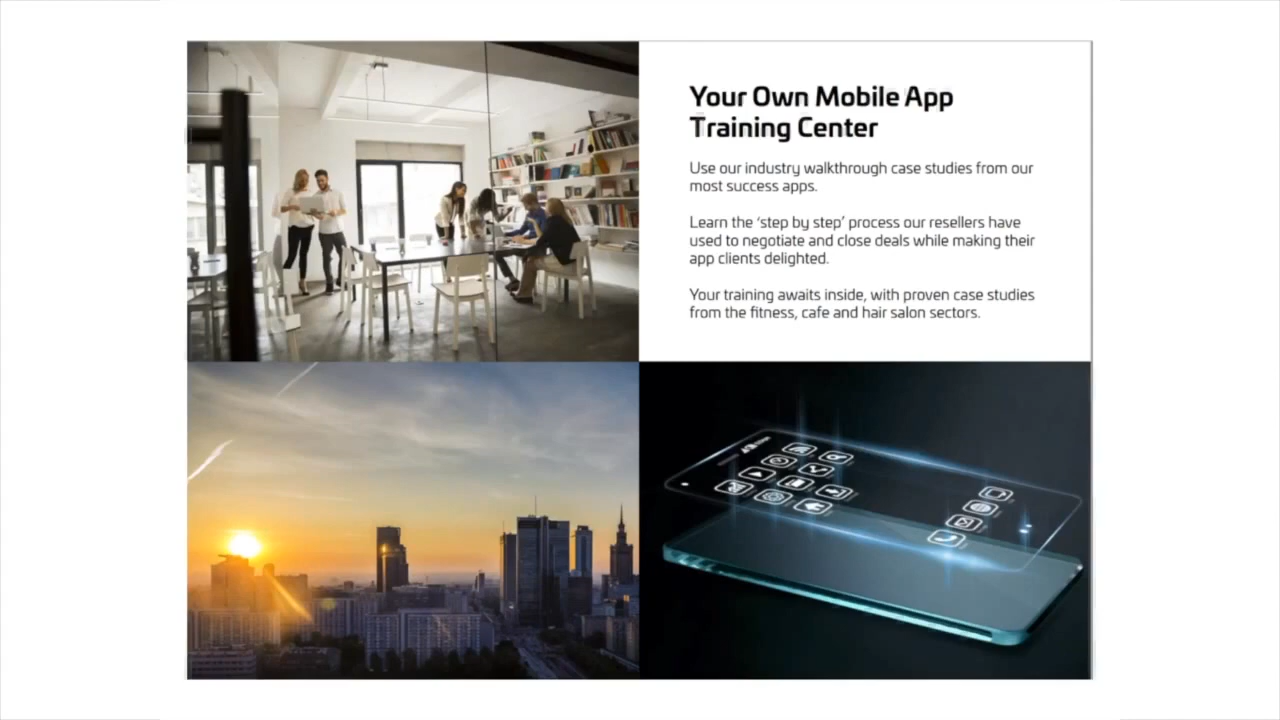 Your Own Mobile App
Training Center
Use our industry walkthrough case studies from our
most success apps.
Learn the ‘step by step’ process our resellers have
used to negotiate and close deals while making their
app clients delighted.
Your training awaits inside, with proven case studies
from the fitness, cafe and hair salon sectors.